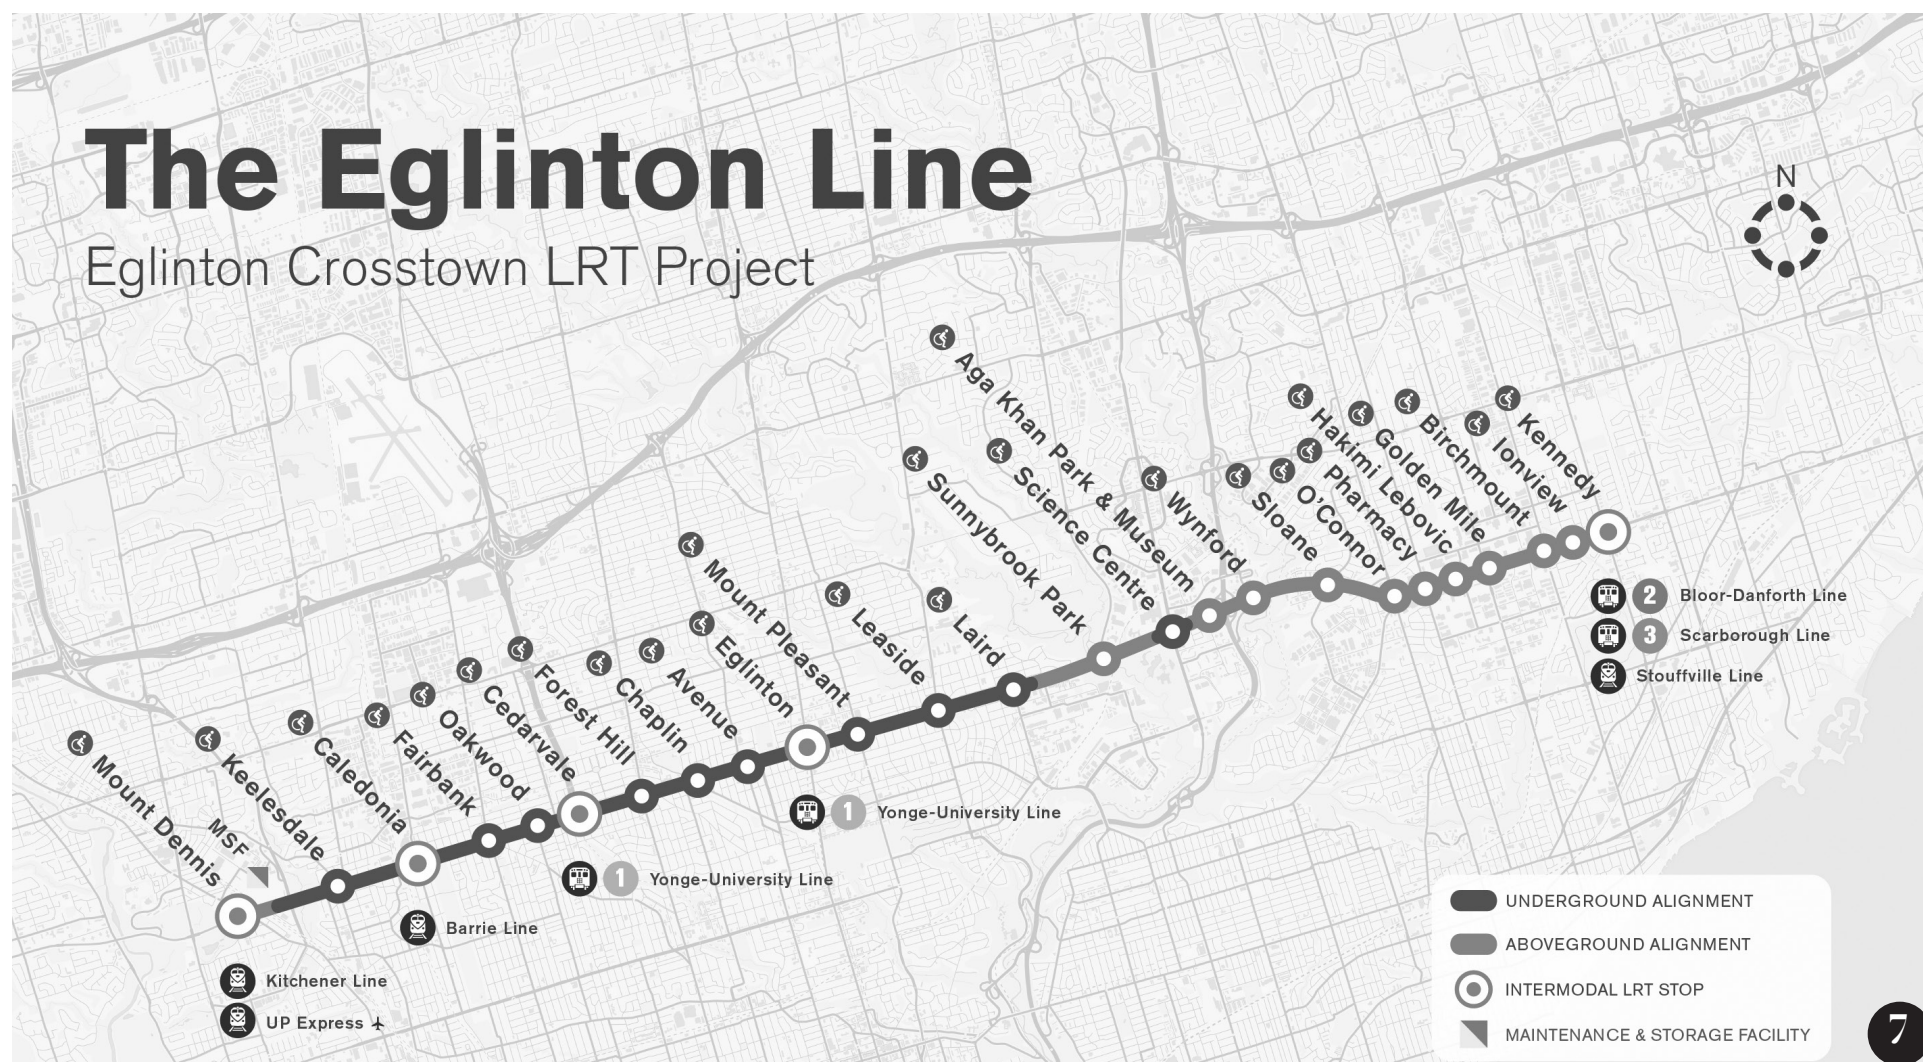 The Eglinton Line
Eglinton Crosstown LRT Project
N
Mount Dennis
MSF
Keelesdale
Caledonia
Fairbank
Oakwood
Cedarvale
Forest Hill
Chaplin
Avenue
Eglinton
Mount Pleasant
Leaside
Laird
Sunnybrook Park
Science Centre
Aga Khan Park & Museum
Wynford
Sloane
O'Connor
Pharmacy
Hakimi Lebovic
Golden Mile
Birchmount
Ionview
Kennedy
2 Bloor-Danforth Line
3 Scarborough Line
Stouffville Line
1 Yonge-University Line
1 Yonge-University Line
Barrie Line
Kitchener Line
UP Express
UNDERGROUND ALIGNMENT
ABOVEGROUND ALIGNMENT
INTERMODAL LRT STOP
MAINTENANCE & STORAGE FACILITY
7